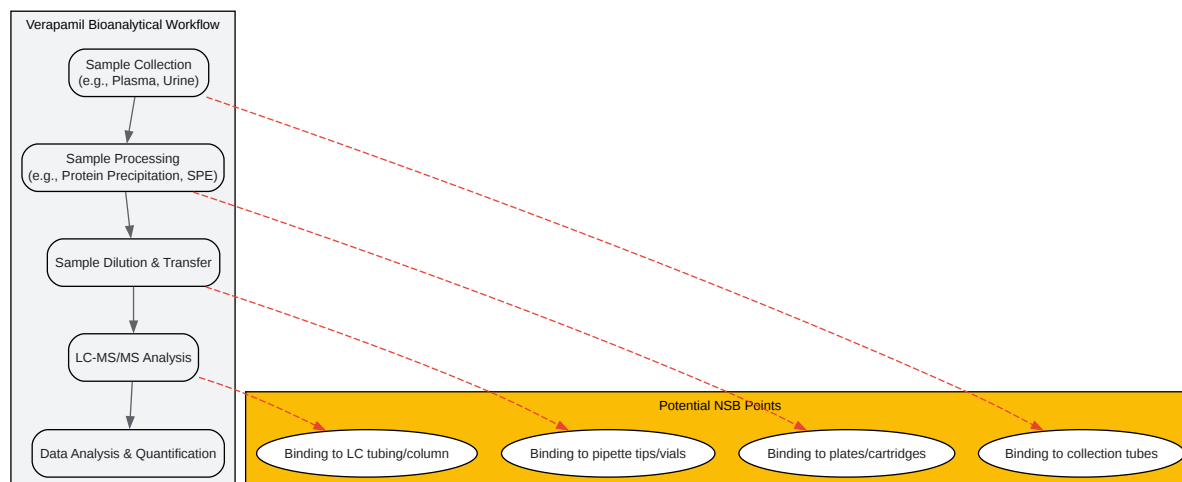 Verapamil Bioanalytical Workflow
Sample Collection
(e.g., Plasma, Urine)
Sample Processing
(e.g., Protein Precipitation, SPE)
Sample Dilution & Transfer
LC-MS/MS Analysis
Data Analysis & Quantification
Potential NSB Points
Binding to LC tubing/column
Binding to pipette tips/vials
Binding to plates/cartridges
Binding to collection tubes